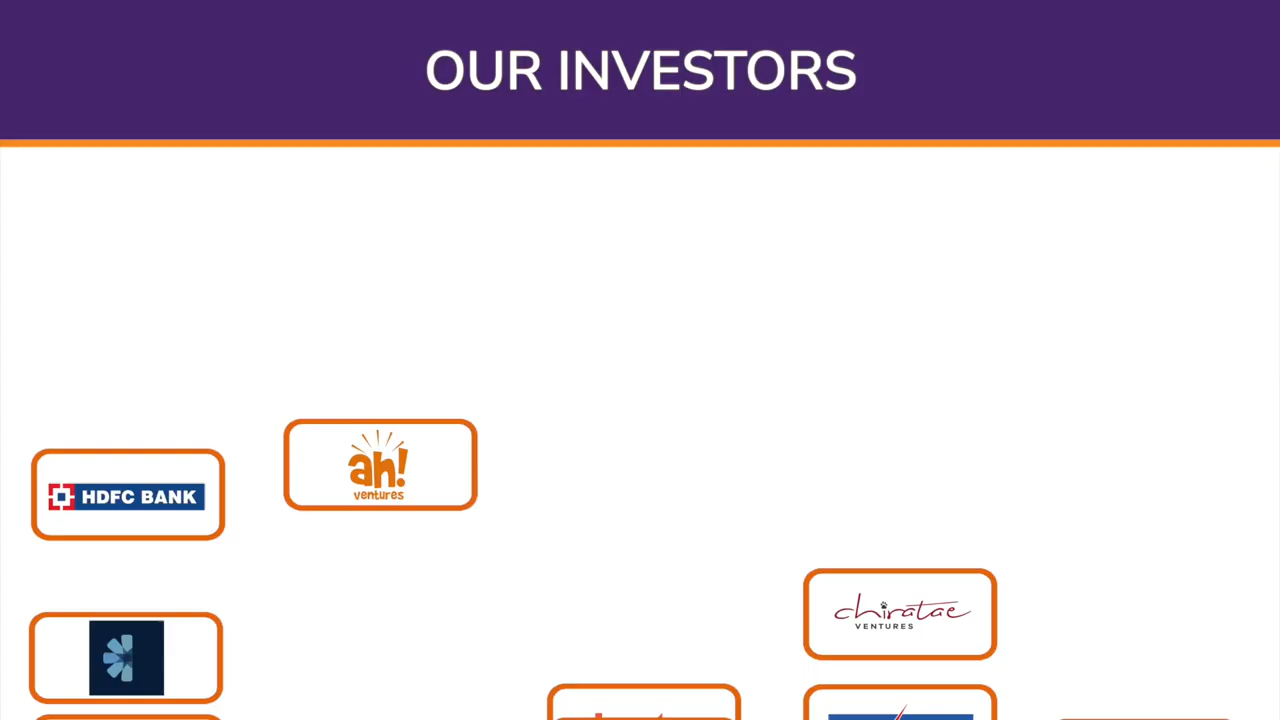 OUR INVESTORS
HDFC BANK
ah!
ventures
chiratae
VENTURES